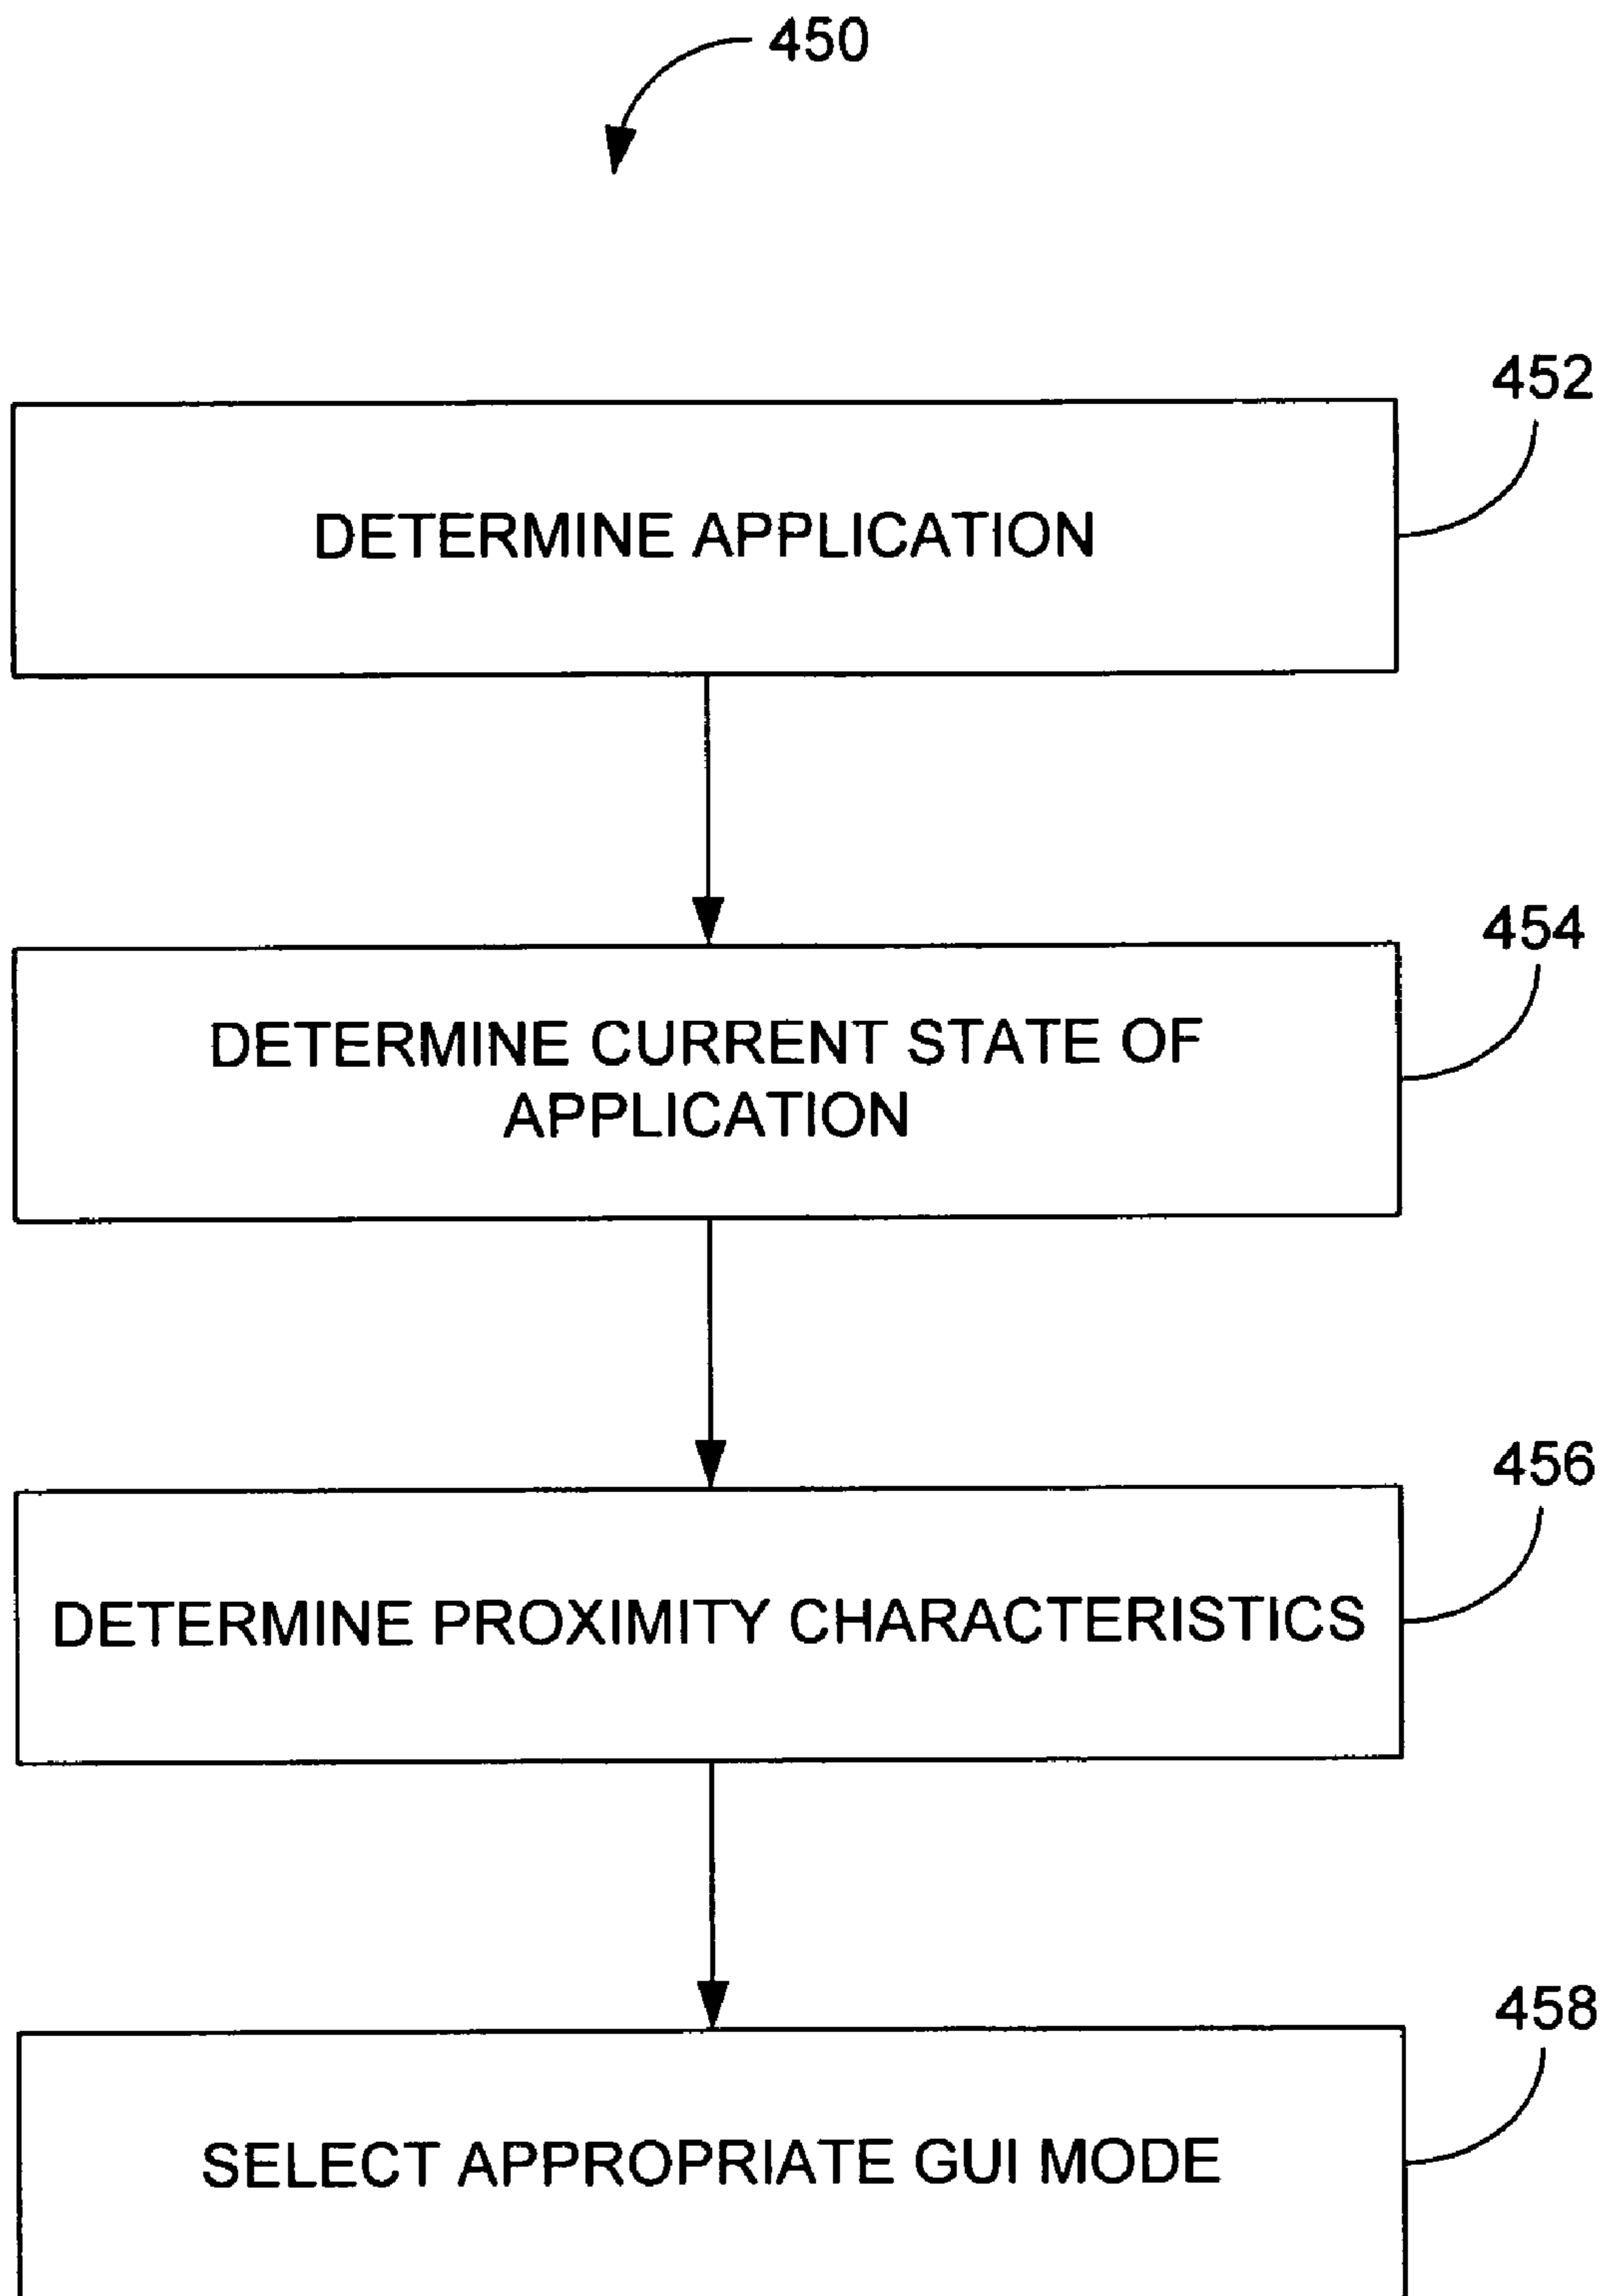 450
452
DETERMINE APPLICATION
454
DETERMINE CURRENT STATE OF
APPLICATION
456
DETERMINE PROXIMITY CHARACTERISTICS
458
SELECT APPROPRIATE GUI MODE